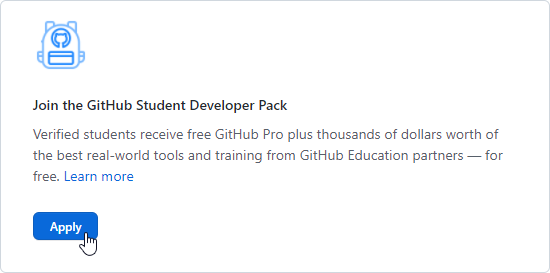 Join the GitHub Student Developer Pack
Verified students receive free GitHub Pro plus thousands of dollars worth of
the best real-world tools and training from GitHub Education partners — for
free. Learn more
Apply